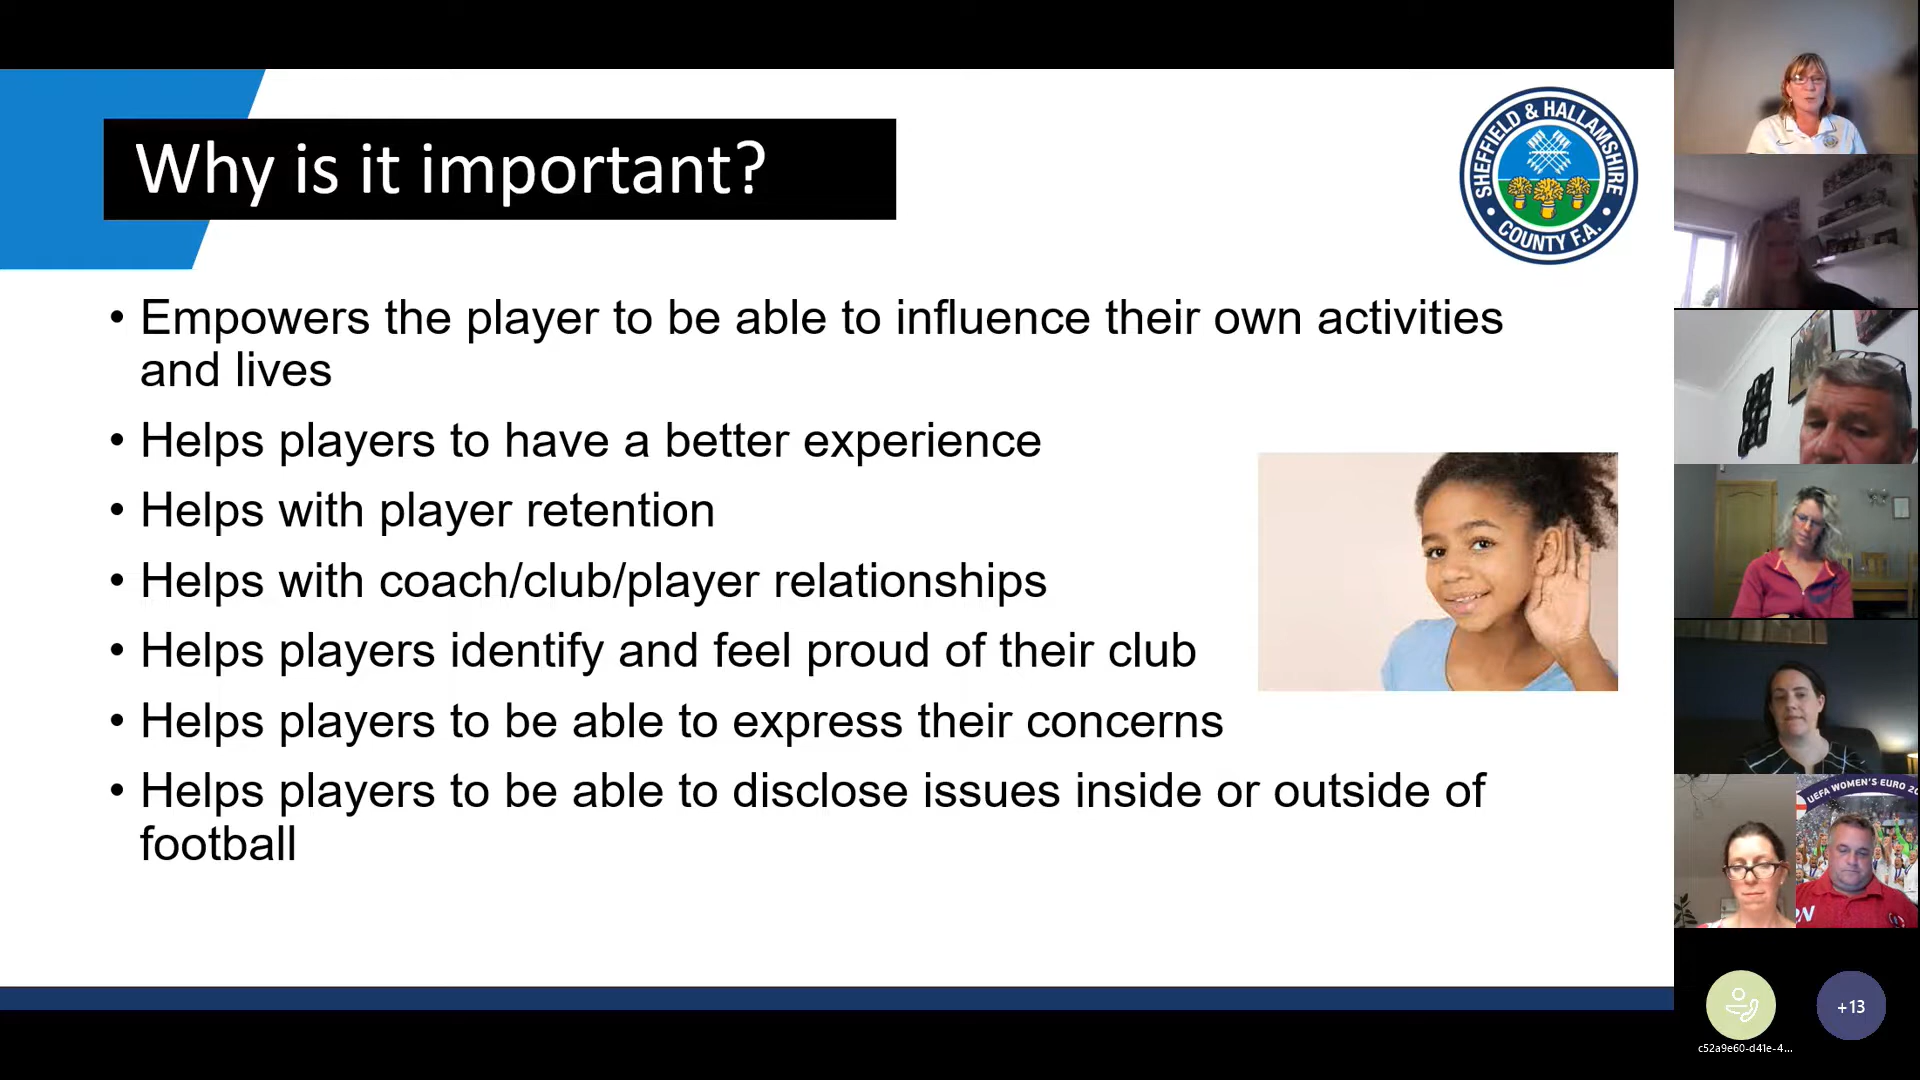 Why is it important?
SHEFFIELD & HALLAMSHIRE
COUNTY F.A.
• Empowers the player to be able to influence their own activities
and lives
• Helps players to have a better experience
• Helps with player retention
• Helps with coach/club/player relationships
• Helps players identify and feel proud of their club
• Helps players to be able to express their concerns
• Helps players to be able to disclose issues inside or outside of
football
UEFA WOMEN'S EURO
+13
c52a9e60-d41e-4...